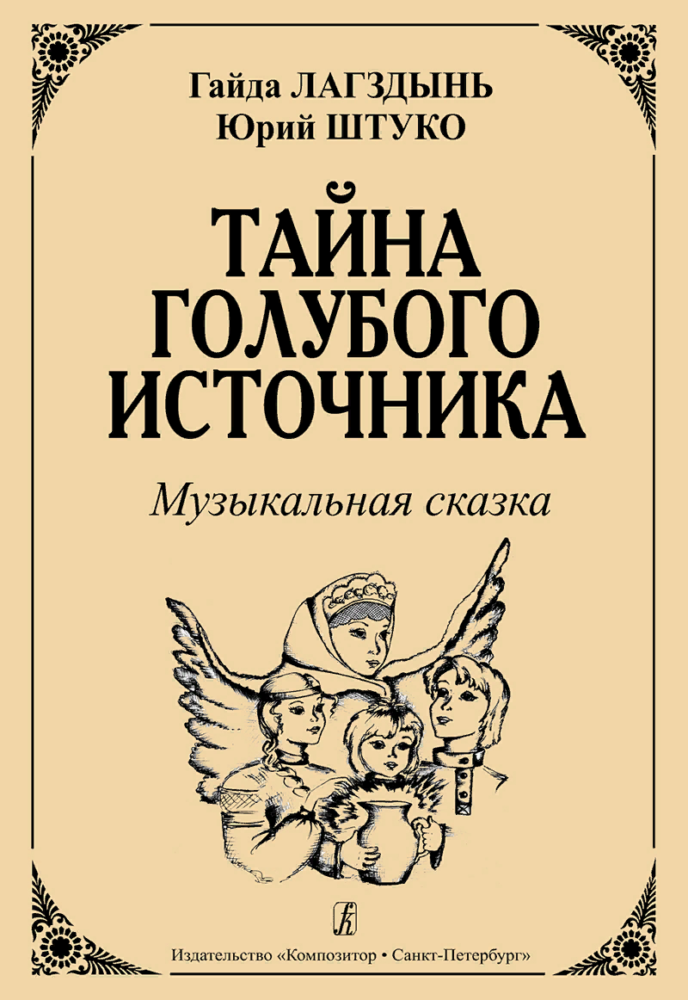 Гайда ЛАГЗДЫНЬ
Юрий ШТУКО
ТАЙНА
ГОЛУБОГО
ИСТОЧНИКА
Музыкальная сказка
Издательство «Композитор • Санкт-Петербург»